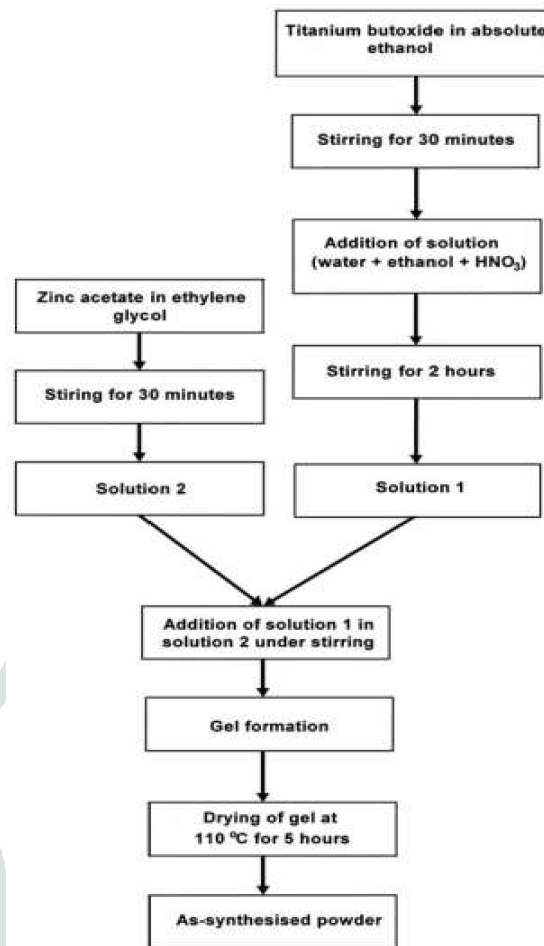 Titanium butoxide in absolute
ethanol
Stirring for 30 minutes
Addition of solution
(water + ethanol + HNO₃)
Zinc acetate in ethylene
glycol
Stirring for 2 hours
Stiring for 30 minutes
Solution 2
Solution 1
Addition of solution 1 in
solution 2 under stirring
Gel formation
Drying of gel at
110 °C for 5 hours
As-synthesised powder